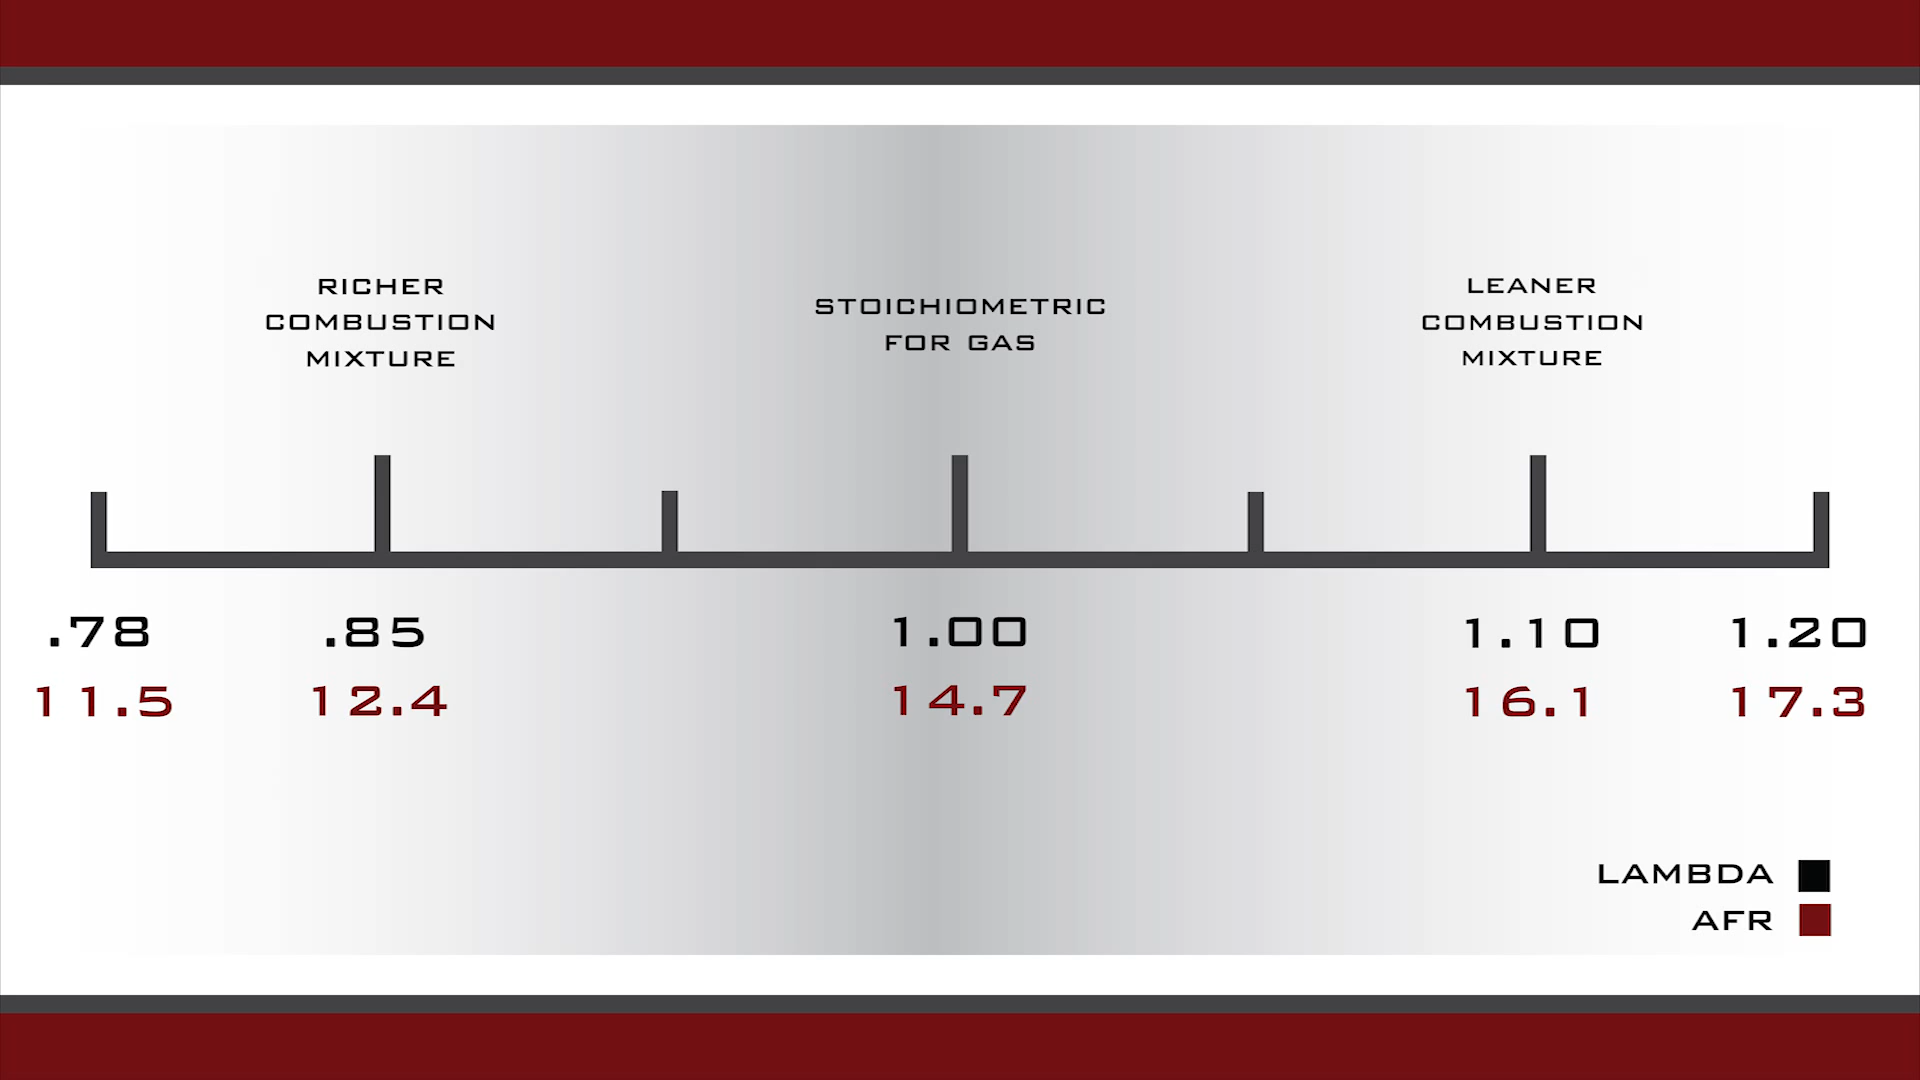 RICHER
COMBUSTION
MIXTURE
STOICHIOMETRIC
FOR GAS
LEANER
COMBUSTION
MIXTURE
.78 .85 1.00 1.10 1.20
11.5 12.4 14.7 16.1 17.3
LAMBDA
AFR